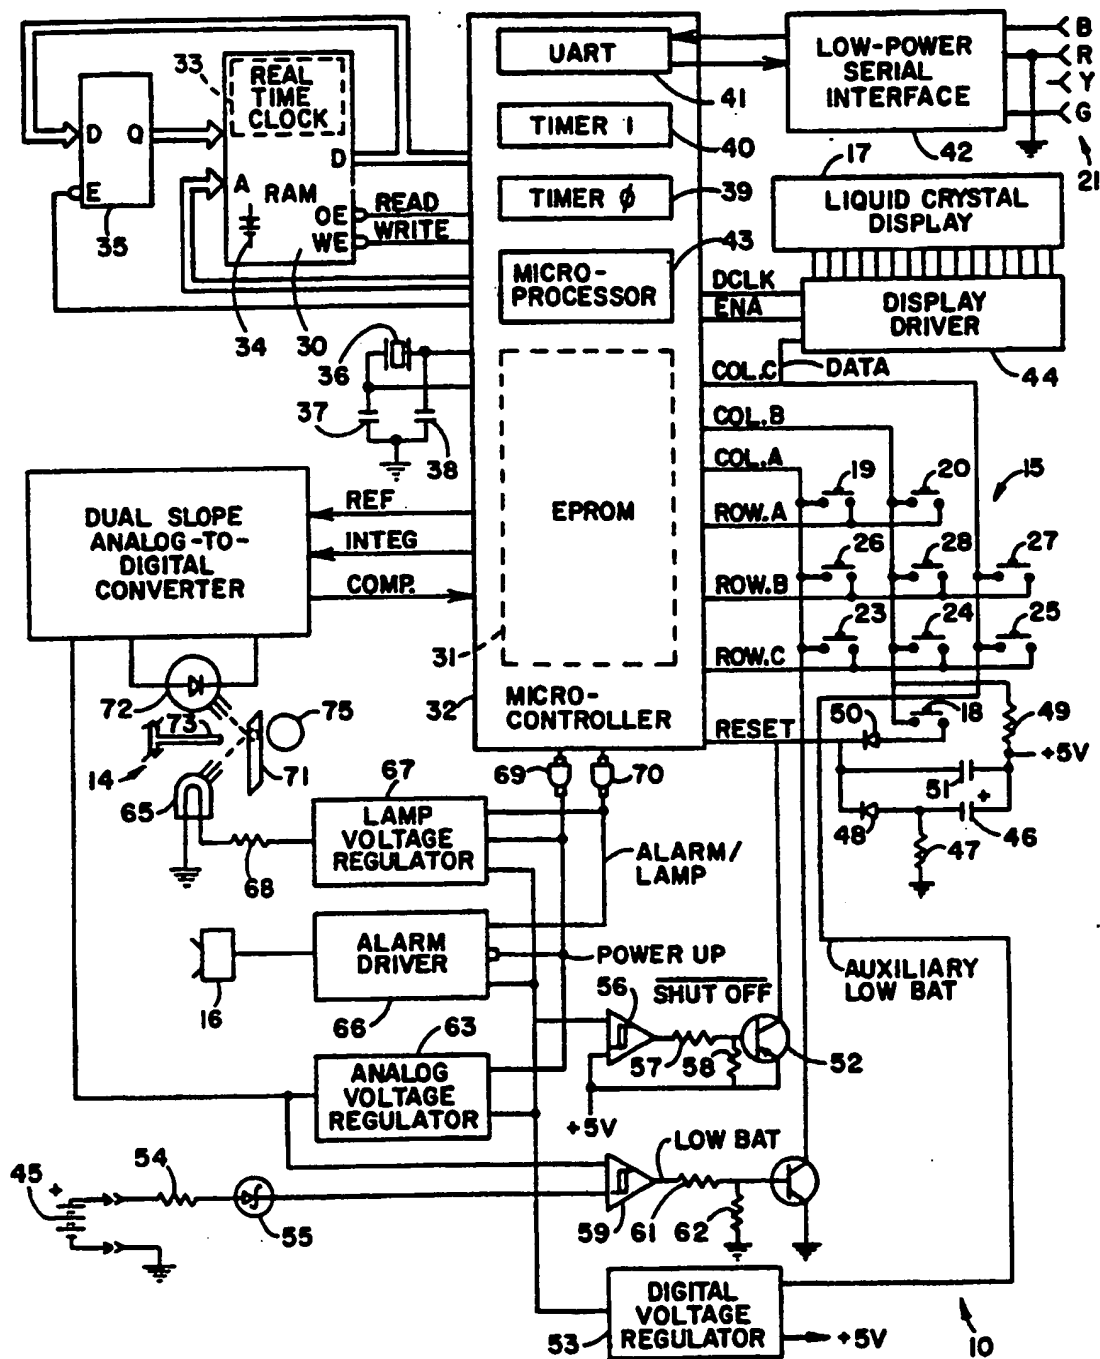 UART
41
TIMER 1
40
TIMER Ø
39
43
MICRO-
PROCESSOR
EPROM
31
32
MICRO-
CONTROLLER
33
REAL
TIME
CLOCK
D
Q
E
35
D
A
RAM
OE
WE
READ
WRITE
34
30
36
37
38
LOW-POWER
SERIAL
INTERFACE
42
B
R
Y
G
21
17
LIQUID CRYSTAL
DISPLAY
DCLK
ENA
DISPLAY
DRIVER
44
COL.C
DATA
COL.B
COL.A
ROW.A
ROW.B
ROW.C
RESET
19
20
15
26
28
27
23
24
25
50
18
49
+5V
51
48
+
46
47
DUAL SLOPE
ANALOG-TO-
DIGITAL
CONVERTER
REF
INTEG
COMP.
72
73
75
14
71
65
68
67
69
70
LAMP
VOLTAGE
REGULATOR
ALARM/
LAMP
ALARM
DRIVER
16
66
POWER UP
AUXILIARY
LOW BAT
56
SHUT OFF
57
58
52
+5V
63
ANALOG
VOLTAGE
REGULATOR
LOW BAT
45
+
54
55
59
61
62
DIGITAL
VOLTAGE
REGULATOR
53
+5V
10